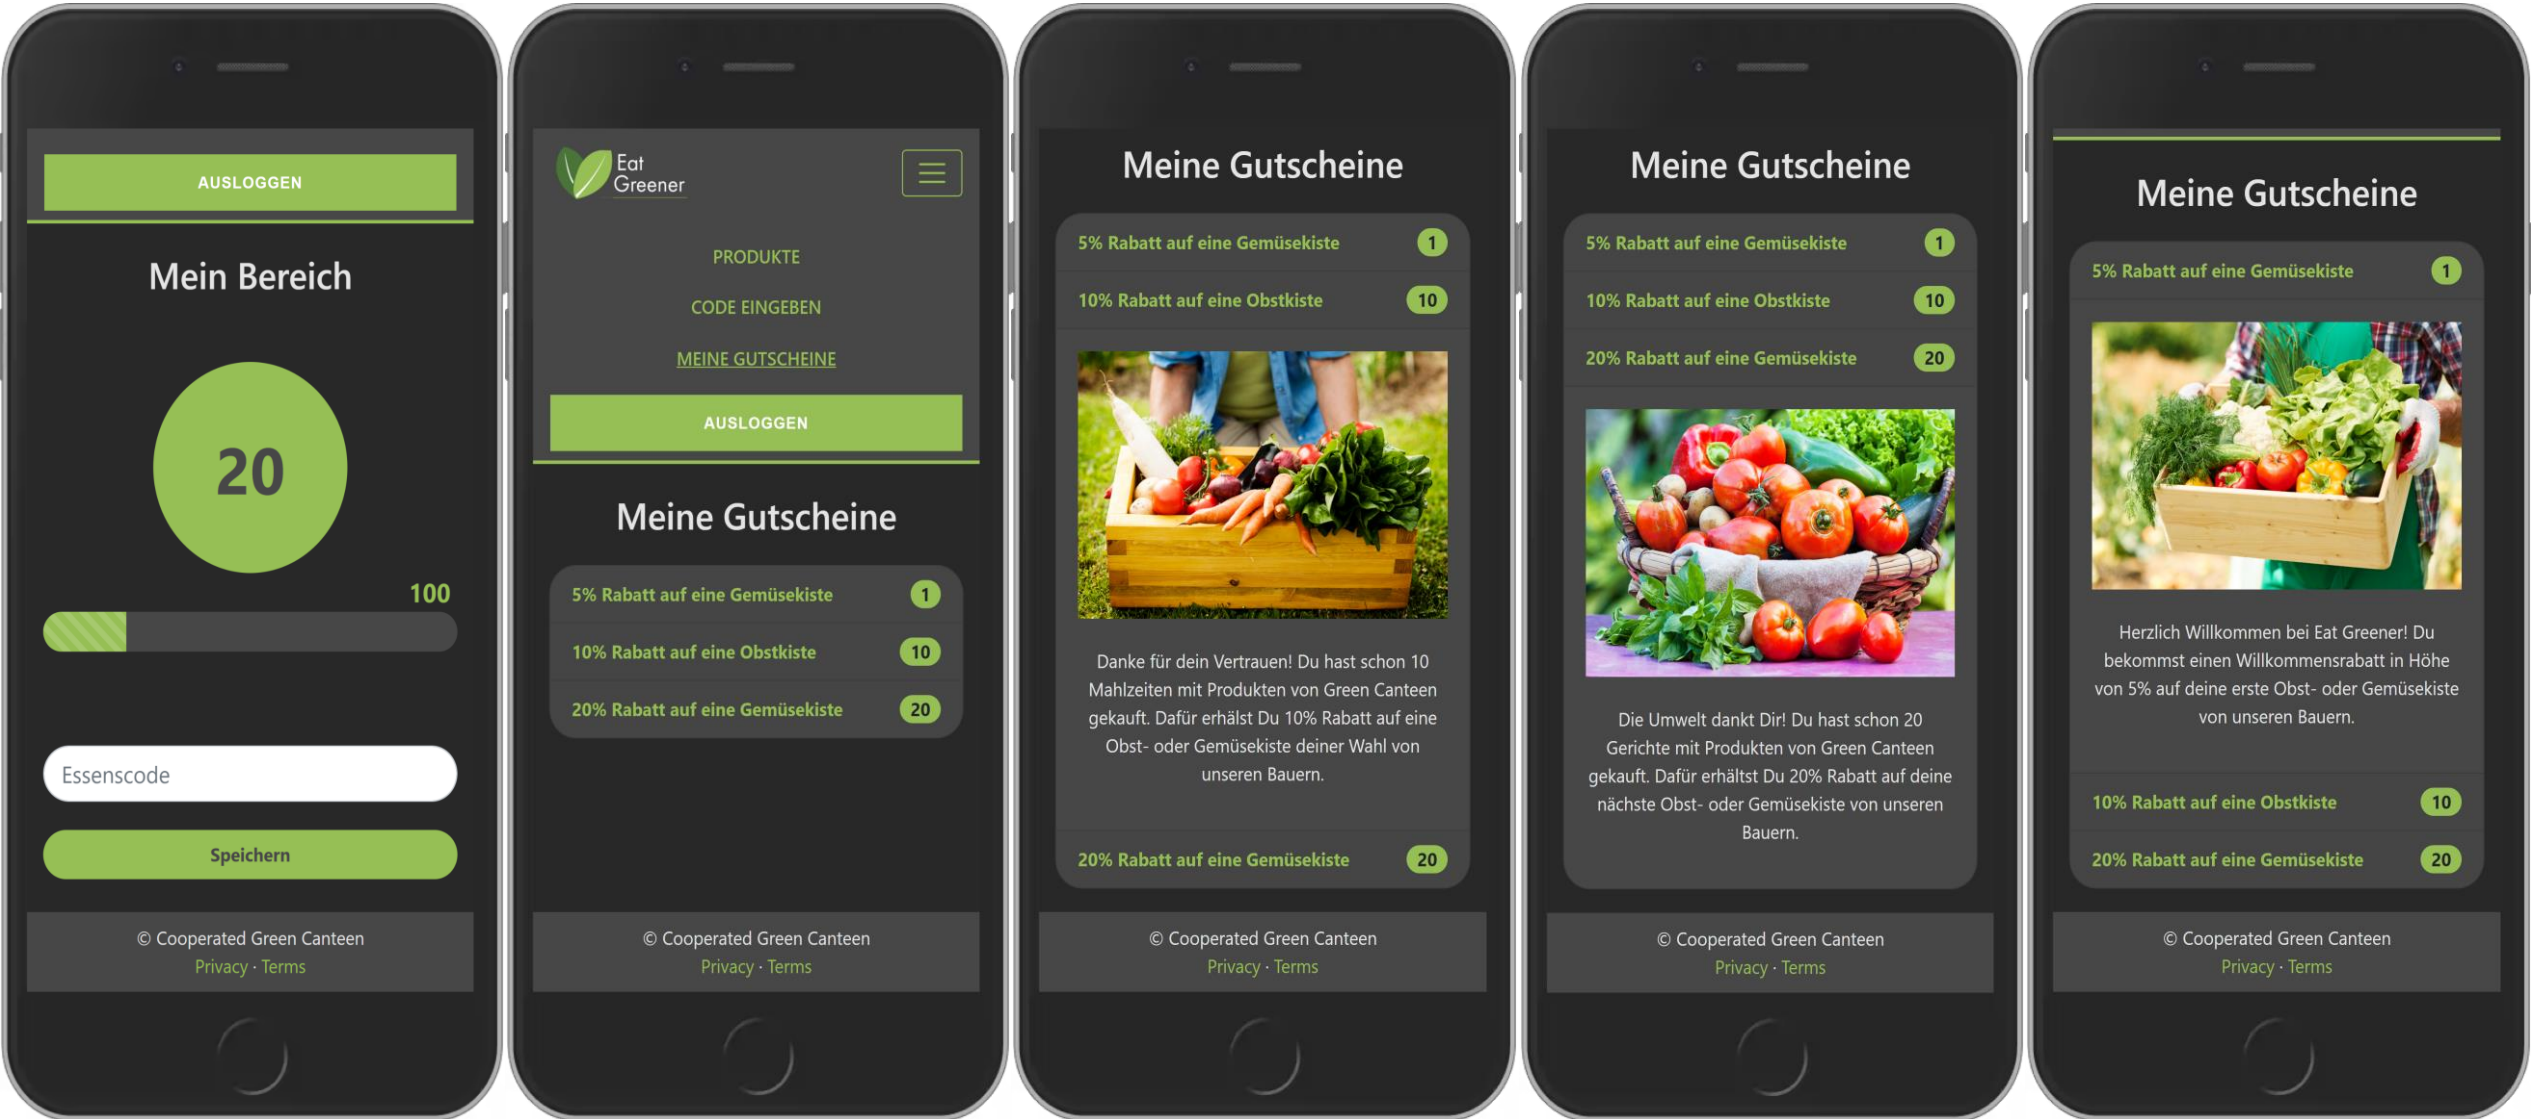 AUSLOGGEN
Mein Bereich
20
100
Essenscode
Speichern
© Cooperated Green Canteen
Privacy · Terms
Eat
Greener
PRODUKTE
CODE EINGEBEN
MEINE GUTSCHEINE
AUSLOGGEN
Meine Gutscheine
5% Rabatt auf eine Gemüsekiste 1
10% Rabatt auf eine Obstkiste 10
20% Rabatt auf eine Gemüsekiste 20
© Cooperated Green Canteen
Privacy · Terms
Meine Gutscheine
5% Rabatt auf eine Gemüsekiste 1
10% Rabatt auf eine Obstkiste 10
Danke für dein Vertrauen! Du hast schon 10
Mahlzeiten mit Produkten von Green Canteen
gekauft. Dafür erhälst Du 10% Rabatt auf eine
Obst- oder Gemüsekiste deiner Wahl von
unseren Bauern.
20% Rabatt auf eine Gemüsekiste 20
© Cooperated Green Canteen
Privacy · Terms
Meine Gutscheine
5% Rabatt auf eine Gemüsekiste 1
10% Rabatt auf eine Obstkiste 10
20% Rabatt auf eine Gemüsekiste 20
Die Umwelt dankt Dir! Du hast schon 20
Gerichte mit Produkten von Green Canteen
gekauft. Dafür erhältst Du 20% Rabatt auf deine
nächste Obst- oder Gemüsekiste von unseren
Bauern.
© Cooperated Green Canteen
Privacy · Terms
Meine Gutscheine
5% Rabatt auf eine Gemüsekiste 1
Herzlich Willkommen bei Eat Greener! Du
bekommst einen Willkommensrabatt in Höhe
von 5% auf deine erste Obst- oder Gemüsekiste
von unseren Bauern.
10% Rabatt auf eine Obstkiste 10
20% Rabatt auf eine Gemüsekiste 20
© Cooperated Green Canteen
Privacy · Terms